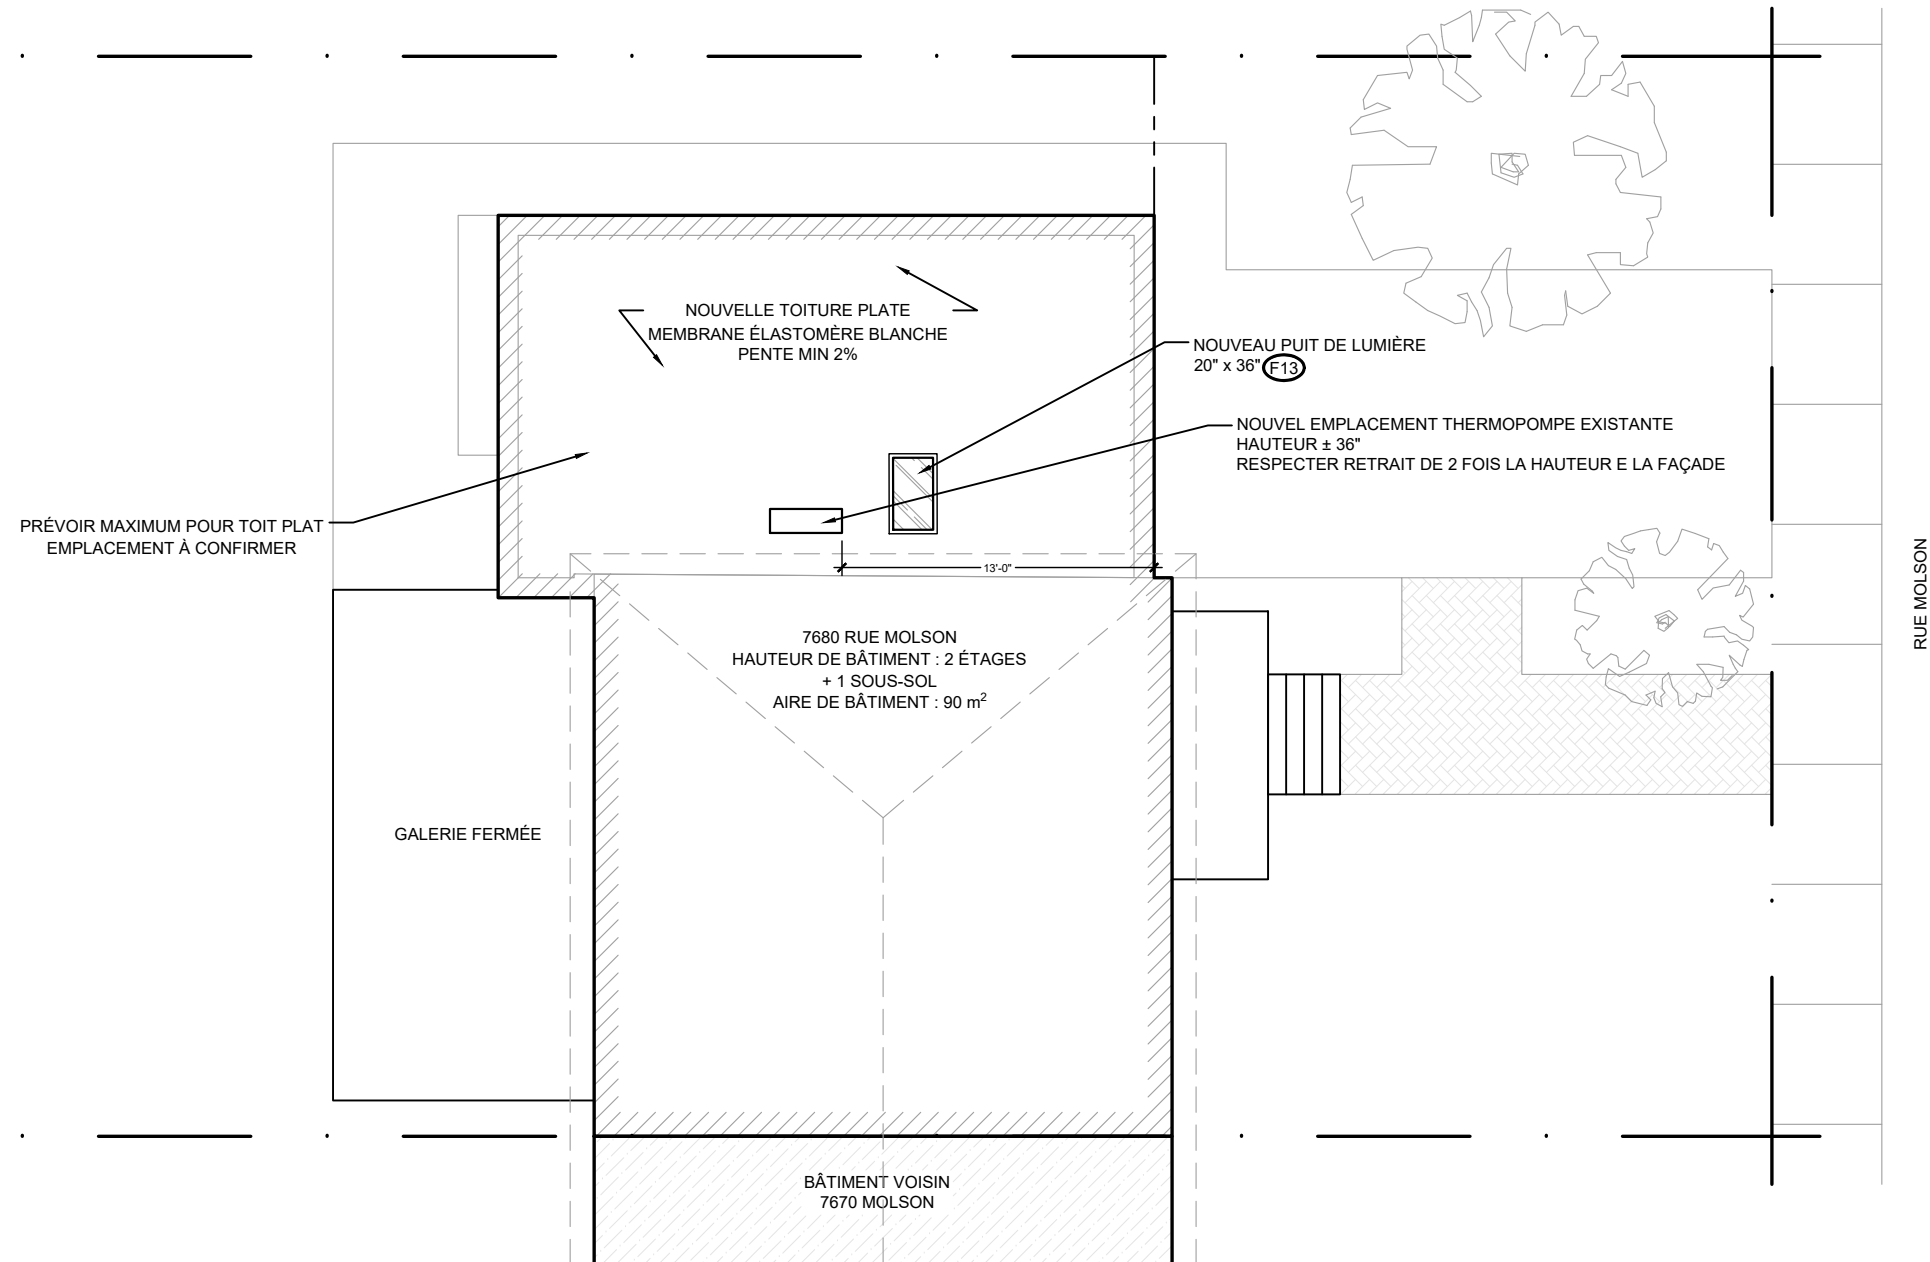 NOUVELLE TOITURE PLATE
MEMBRANE ÉLASTOMÈRE BLANCHE
PENTE MIN 2%
NOUVEAU PUIT DE LUMIÈRE
20" x 36" F13
NOUVEL EMPLACEMENT THERMOPOMPE EXISTANTE
HAUTEUR ± 36"
RESPECTER RETRAIT DE 2 FOIS LA HAUTEUR E LA FAÇADE
PRÉVOIR MAXIMUM POUR TOIT PLAT
EMPLACEMENT À CONFIRMER
13'-0"
RUE MOLSON
7680 RUE MOLSON
HAUTEUR DE BÂTIMENT : 2 ÉTAGES
+ 1 SOUS-SOL
AIRE DE BÂTIMENT : 90 m²
GALERIE FERMÉE
BÂTIMENT VOISIN
7670 MOLSON